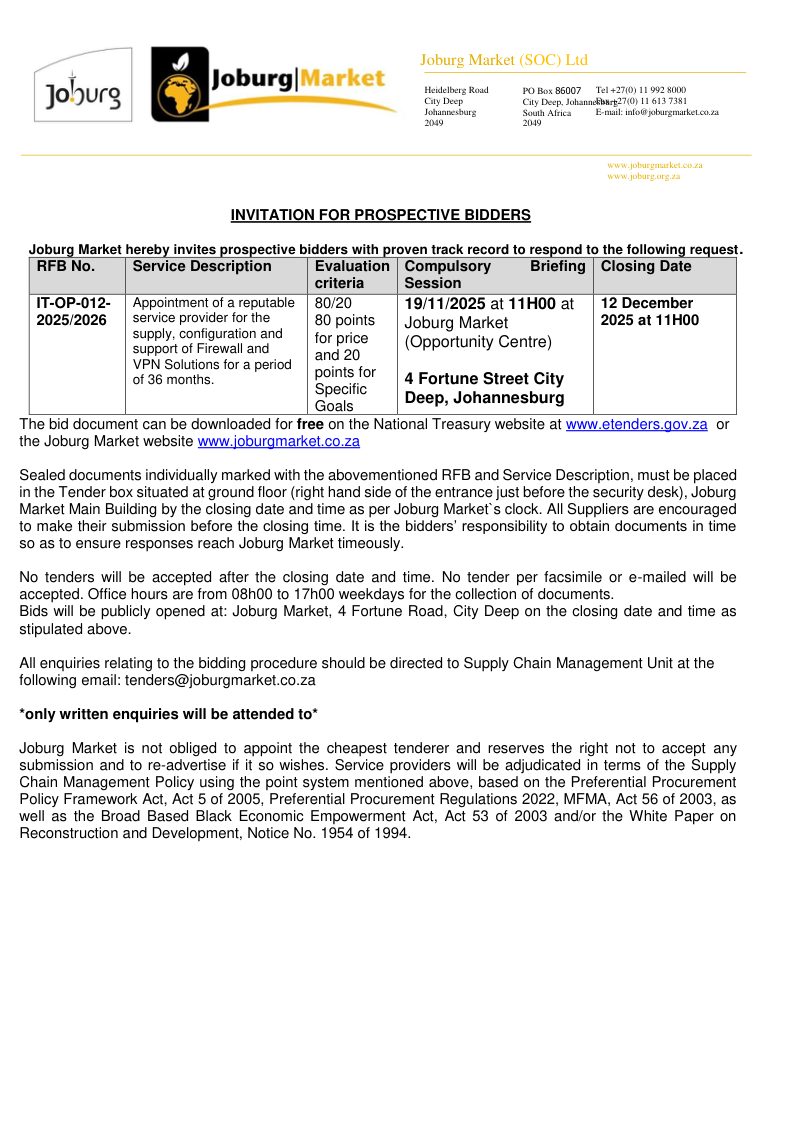 Joburg
Joburg|Market
Joburg Market (SOC) Ltd
Heidelberg Road
City Deep
Johannesburg
2049
PO Box 86007
City Deep, Johannesburg
South Africa
2049
Tel +27(0) 11 992 8000
Fax +27(0) 11 613 7381
E-mail: info@joburgmarket.co.za
www.joburgmarket.co.za
www.joburg.org.za
INVITATION FOR PROSPECTIVE BIDDERS
Joburg Market hereby invites prospective bidders with proven track record to respond to the following request.
RFB No.
Service Description
Evaluation
criteria
Compulsory Briefing
Session
Closing Date
IT-OP-012-
2025/2026
Appointment of a reputable
service provider for the
supply, configuration and
support of Firewall and
VPN Solutions for a period
of 36 months.
80/20
80 points
for price
and 20
points for
Specific
Goals
19/11/2025 at 11H00 at
Joburg Market
(Opportunity Centre)
4 Fortune Street City
Deep, Johannesburg
12 December
2025 at 11H00
The bid document can be downloaded for free on the National Treasury website at www.etenders.gov.za or
the Joburg Market website www.joburgmarket.co.za
Sealed documents individually marked with the abovementioned RFB and Service Description, must be placed
in the Tender box situated at ground floor (right hand side of the entrance just before the security desk), Joburg
Market Main Building by the closing date and time as per Joburg Market`s clock. All Suppliers are encouraged
to make their submission before the closing time. It is the bidders’ responsibility to obtain documents in time
so as to ensure responses reach Joburg Market timeously.
No tenders will be accepted after the closing date and time. No tender per facsimile or e-mailed will be
accepted. Office hours are from 08h00 to 17h00 weekdays for the collection of documents.
Bids will be publicly opened at: Joburg Market, 4 Fortune Road, City Deep on the closing date and time as
stipulated above.
All enquiries relating to the bidding procedure should be directed to Supply Chain Management Unit at the
following email: tenders@joburgmarket.co.za
*only written enquiries will be attended to*
Joburg Market is not obliged to appoint the cheapest tenderer and reserves the right not to accept any
submission and to re-advertise if it so wishes. Service providers will be adjudicated in terms of the Supply
Chain Management Policy using the point system mentioned above, based on the Preferential Procurement
Policy Framework Act, Act 5 of 2005, Preferential Procurement Regulations 2022, MFMA, Act 56 of 2003, as
well as the Broad Based Black Economic Empowerment Act, Act 53 of 2003 and/or the White Paper on
Reconstruction and Development, Notice No. 1954 of 1994.